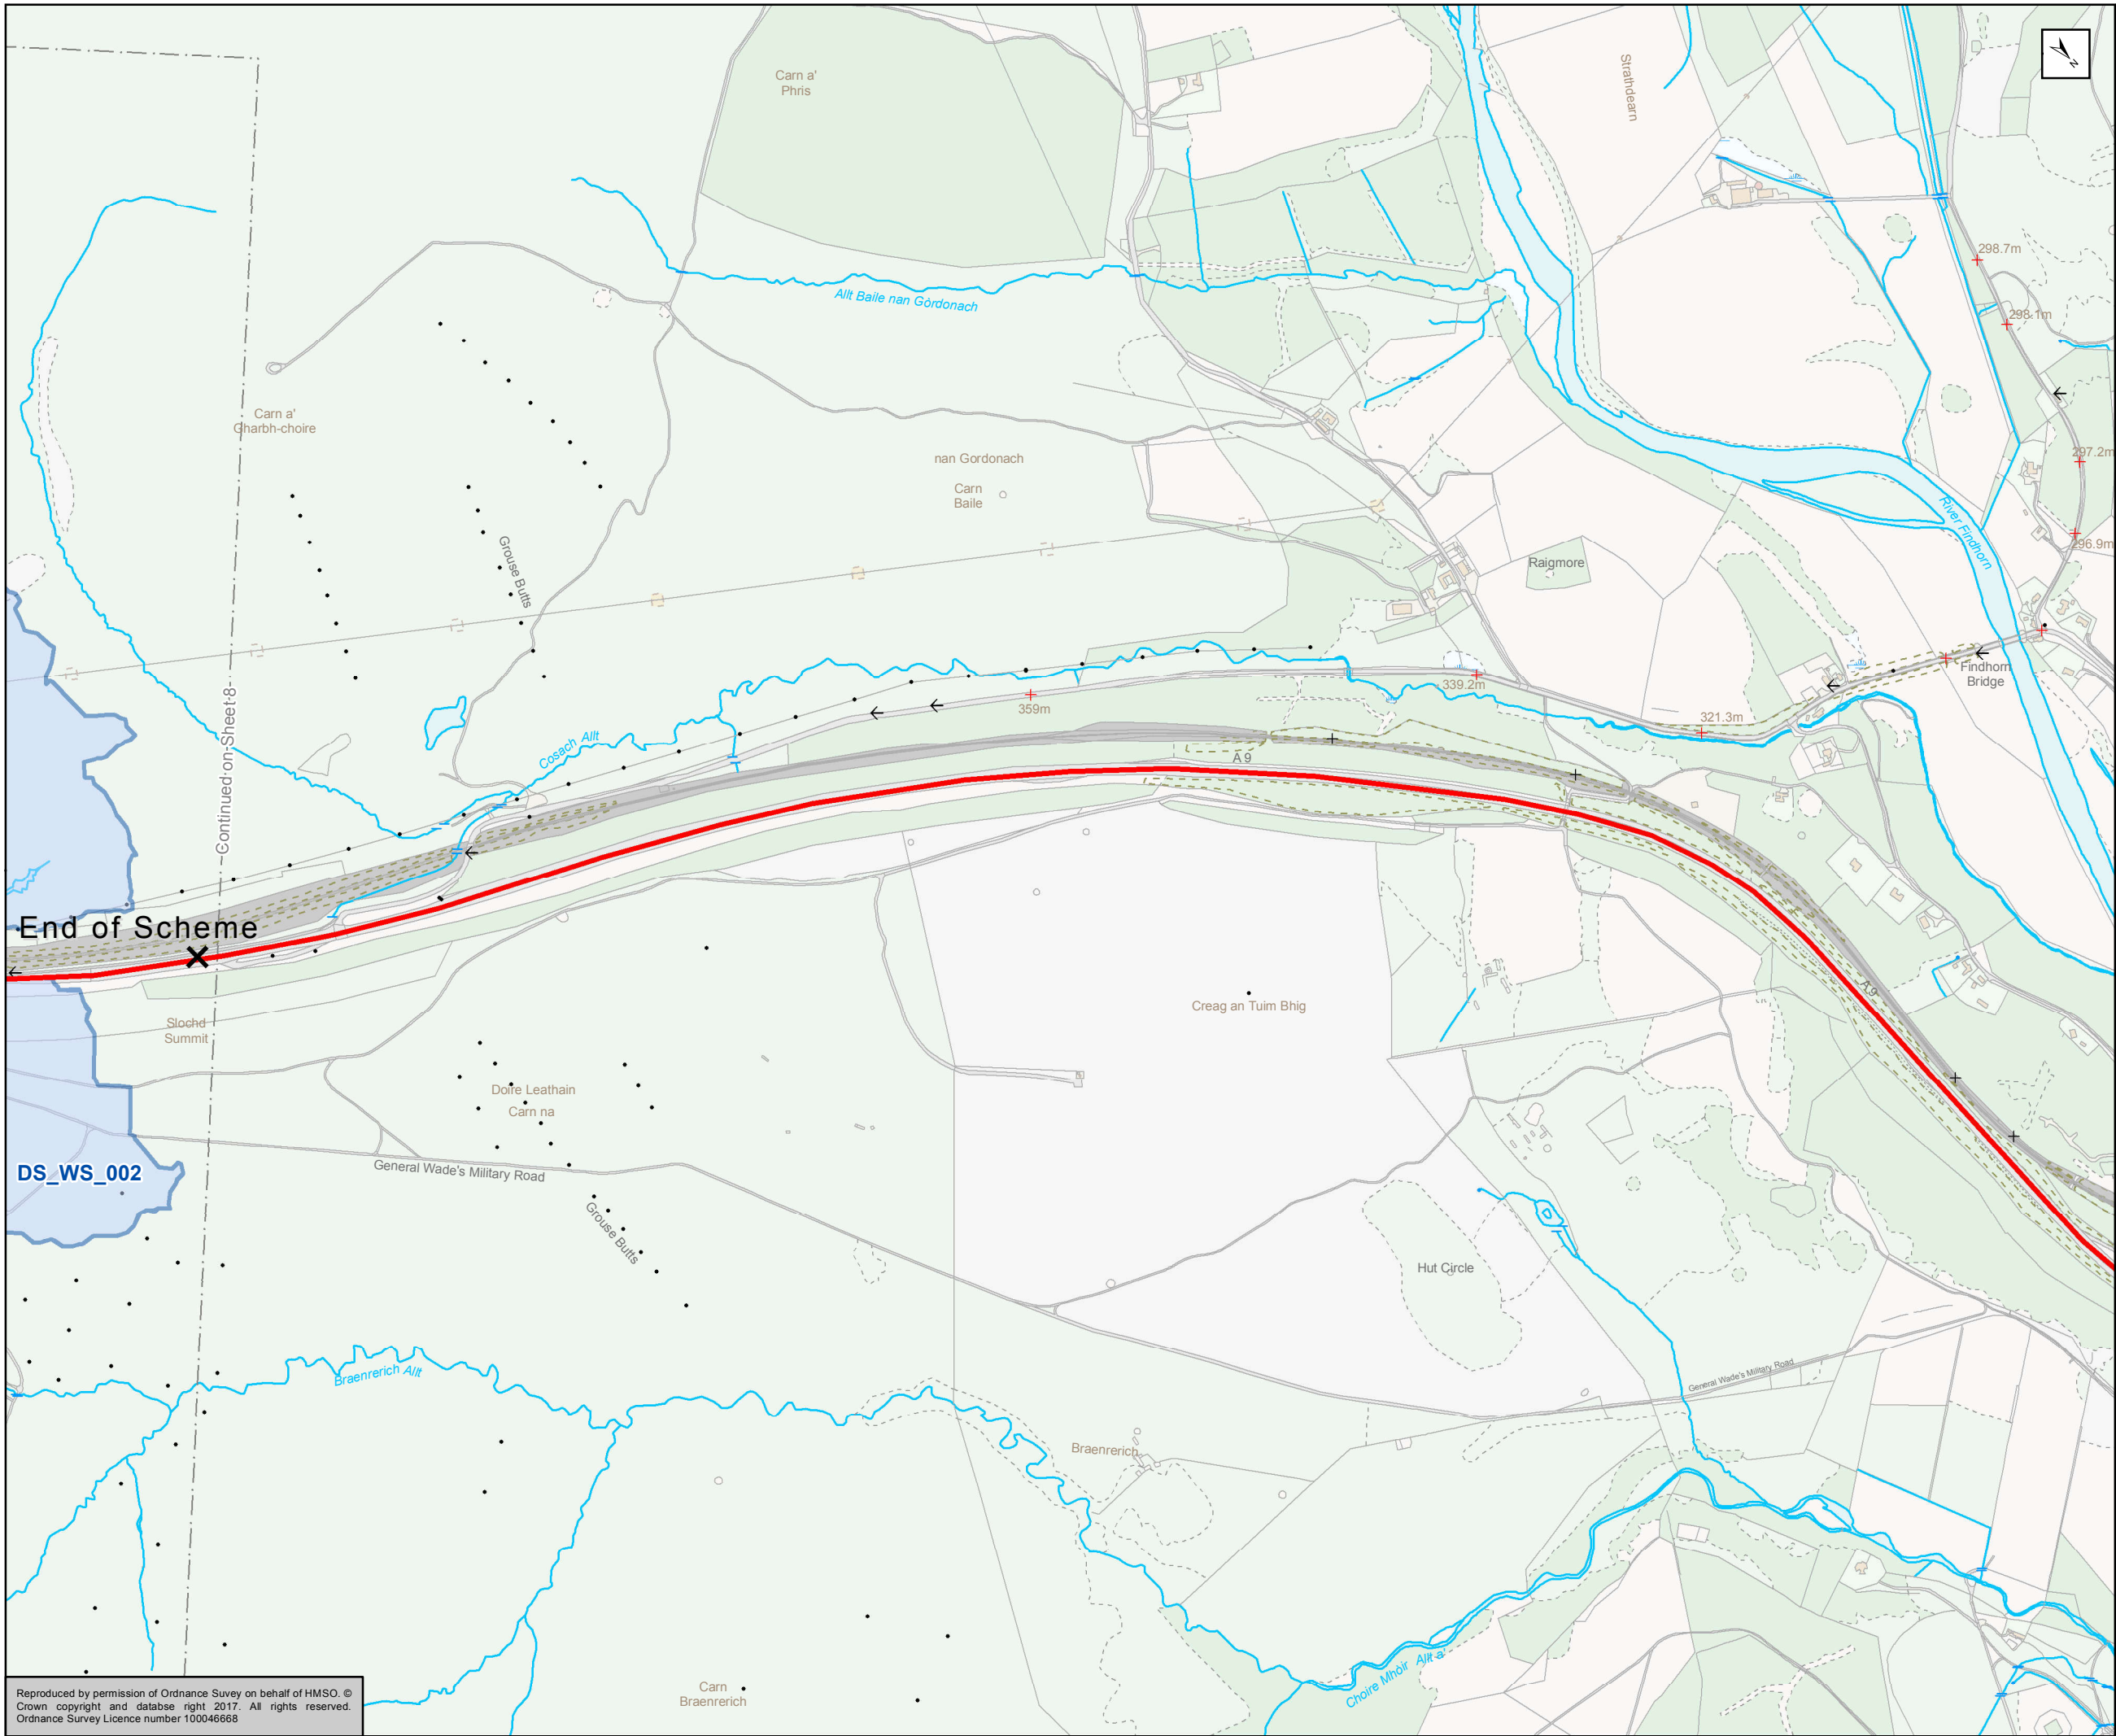 N
Carn a'
Phris
Strathdearn
298.7m
298.1m
Allt Baile nan Gòrdonach
Carn a'
Gharbh-choire
297.2m
nan Gordonach
Carn
Baile
River Findhorn
296.9m
Grouse Butts
Raigmore
Findhorn
Bridge
Continued on Sheet 8
339.2m
359m
321.3m
Cosach Allt
A 9
End of Scheme
A 9
Creag an Tuim Bhig
Slochd
Summit
Doire Leathain
Carn na
DS_WS_002
General Wade's Military Road
Grouse Butts
Hut Circle
Braenrerich Allt
General Wade's Military Road
Braenrerich
Choire Mhòir Allt a'
Carn
Braenrerich
Reproduced by permission of Ordnance Suvey on behalf of HMSO. ©
Crown copyright and databse right 2017. All rights reserved.
Ordnance Survey Licence number 100046668